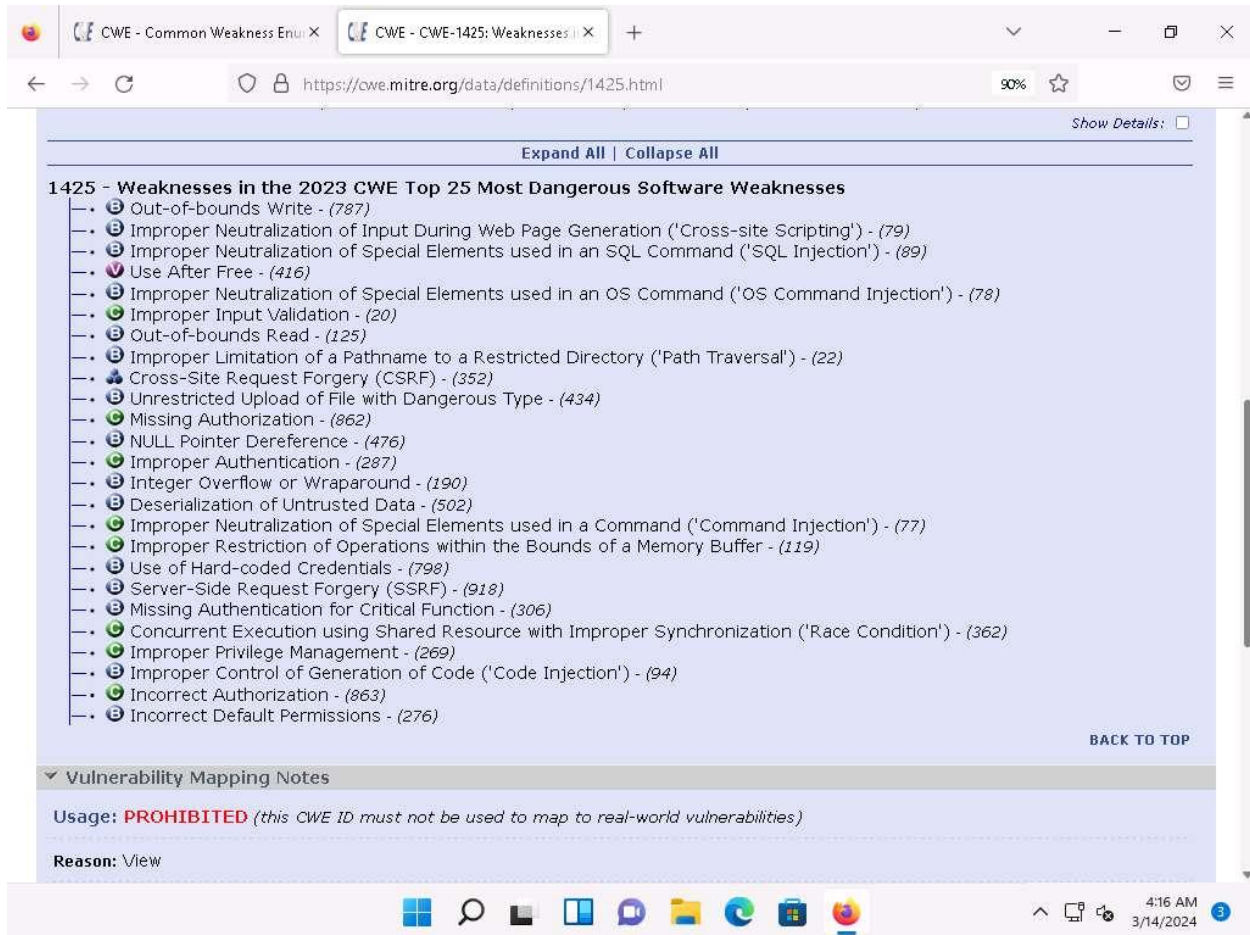 CWE - Common Weakness Enu
CWE - CWE-1425: Weaknesses i
https://cwe.mitre.org/data/definitions/1425.html
90%
Show Details:
Expand All | Collapse All
1425 - Weaknesses in the 2023 CWE Top 25 Most Dangerous Software Weaknesses
B Out-of-bounds Write - (787)
B Improper Neutralization of Input During Web Page Generation ('Cross-site Scripting') - (79)
B Improper Neutralization of Special Elements used in an SQL Command ('SQL Injection') - (89)
V Use After Free - (416)
B Improper Neutralization of Special Elements used in an OS Command ('OS Command Injection') - (78)
C Improper Input Validation - (20)
B Out-of-bounds Read - (125)
B Improper Limitation of a Pathname to a Restricted Directory ('Path Traversal') - (22)
Cross-Site Request Forgery (CSRF) - (352)
B Unrestricted Upload of File with Dangerous Type - (434)
C Missing Authorization - (862)
B NULL Pointer Dereference - (476)
C Improper Authentication - (287)
B Integer Overflow or Wraparound - (190)
B Deserialization of Untrusted Data - (502)
C Improper Neutralization of Special Elements used in a Command ('Command Injection') - (77)
C Improper Restriction of Operations within the Bounds of a Memory Buffer - (119)
B Use of Hard-coded Credentials - (798)
B Server-Side Request Forgery (SSRF) - (918)
B Missing Authentication for Critical Function - (306)
C Concurrent Execution using Shared Resource with Improper Synchronization ('Race Condition') - (362)
C Improper Privilege Management - (269)
B Improper Control of Generation of Code ('Code Injection') - (94)
C Incorrect Authorization - (863)
B Incorrect Default Permissions - (276)
BACK TO TOP
Vulnerability Mapping Notes
Usage: PROHIBITED (this CWE ID must not be used to map to real-world vulnerabilities)
Reason: View
4:16 AM
3/14/2024
3